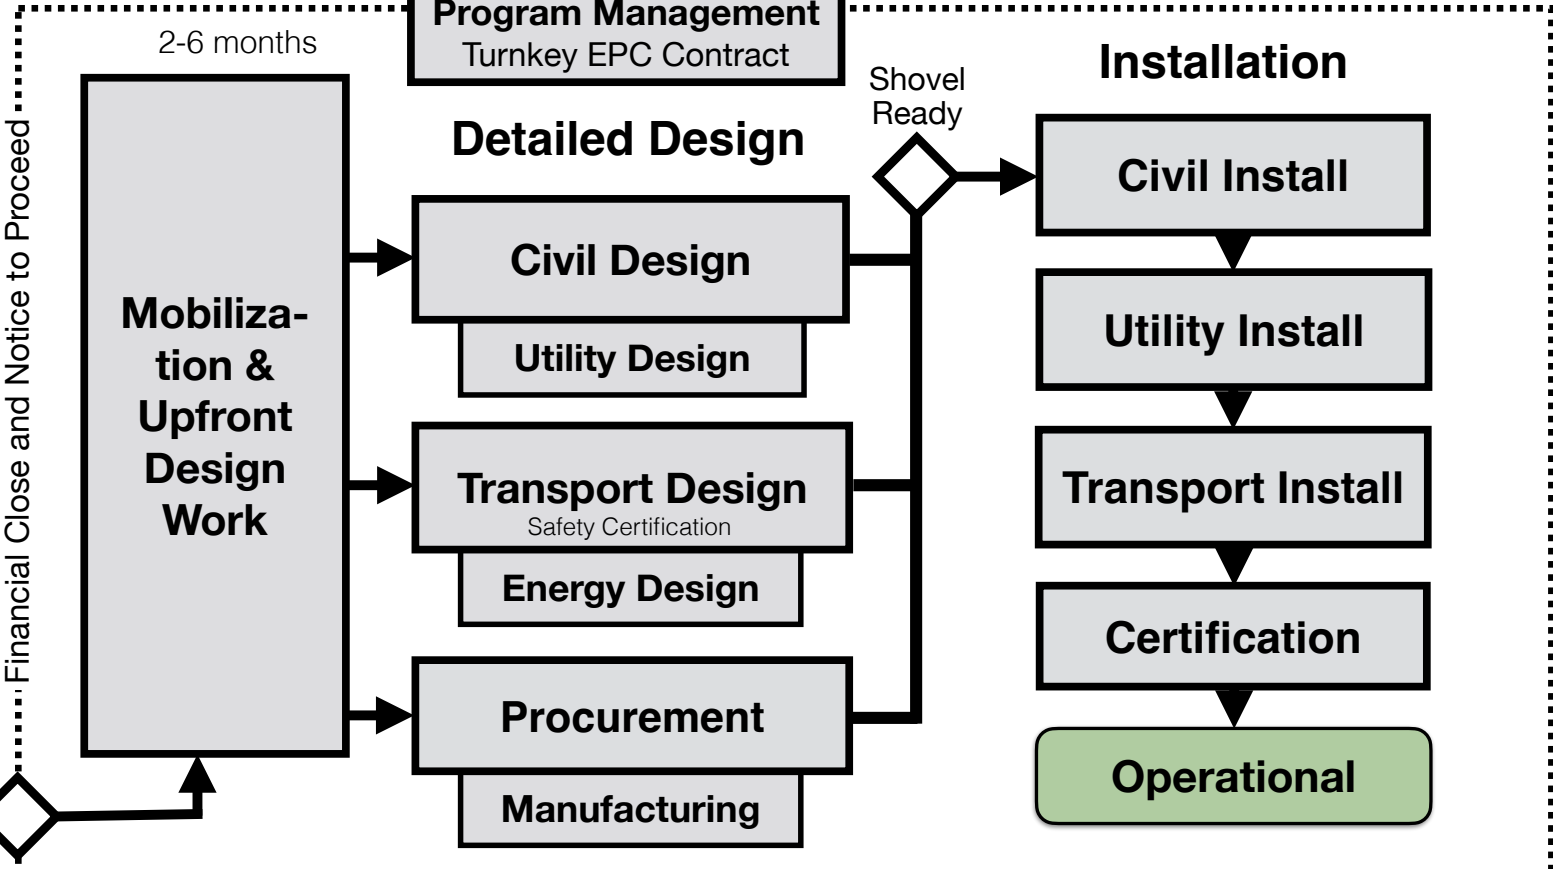 Financial Close and Notice to Proceed
2-6 months
Mobiliza-
tion &
Upfront
Design
Work
Program Management
Turnkey EPC Contract
Detailed Design
Civil Design
Utility Design
Transport Design
Safety Certification
Energy Design
Procurement
Manufacturing
Shovel
Ready
Installation
Civil Install
Utility Install
Transport Install
Certification
Operational